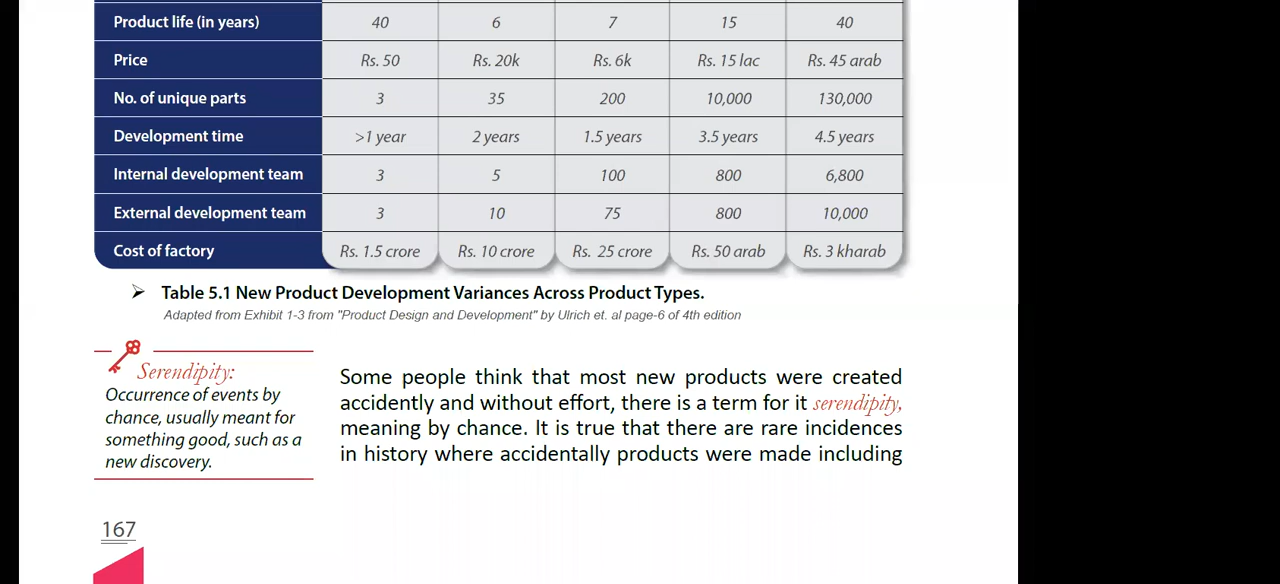 Product life (in years) 40 6 7 15 40
Price Rs. 50 Rs. 20k Rs. 6k Rs. 15 lac Rs. 45 arab
No. of unique parts 3 35 200 10,000 130,000
Development time >1 year 2 years 1.5 years 3.5 years 4.5 years
Internal development team 3 5 100 800 6,800
External development team 3 10 75 800 10,000
Cost of factory Rs. 1.5 crore Rs. 10 crore Rs. 25 crore Rs. 50 arab Rs. 3 kharab
➢ Table 5.1 New Product Development Variances Across Product Types.
Adapted from Exhibit 1-3 from "Product Design and Development" by Ulrich et. al page-6 of 4th edition
Serendipity:
Occurrence of events by
chance, usually meant for
something good, such as a
new discovery.
Some people think that most new products were created
accidently and without effort, there is a term for it serendipity,
meaning by chance. It is true that there are rare incidences
in history where accidentally products were made including
167